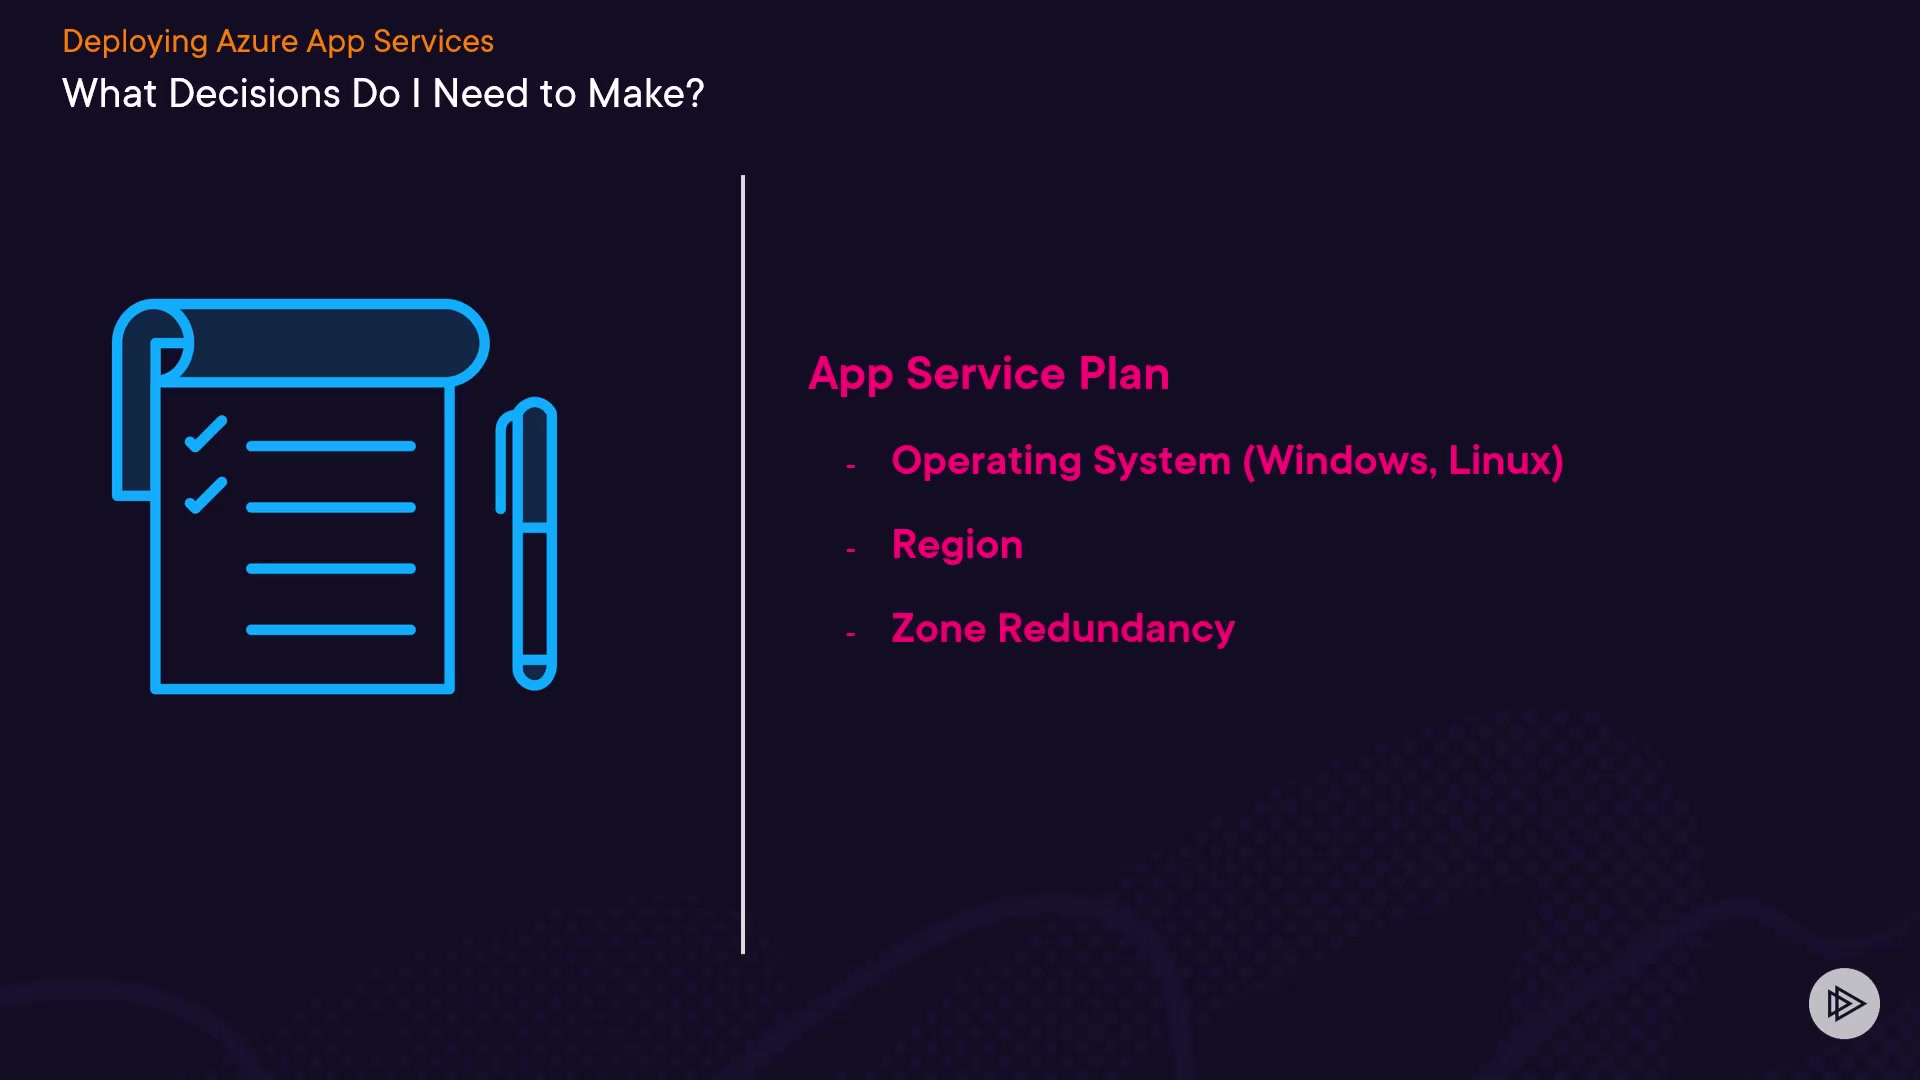 Deploying Azure App Services
What Decisions Do I Need to Make?
App Service Plan
- Operating System (Windows, Linux)
- Region
- Zone Redundancy